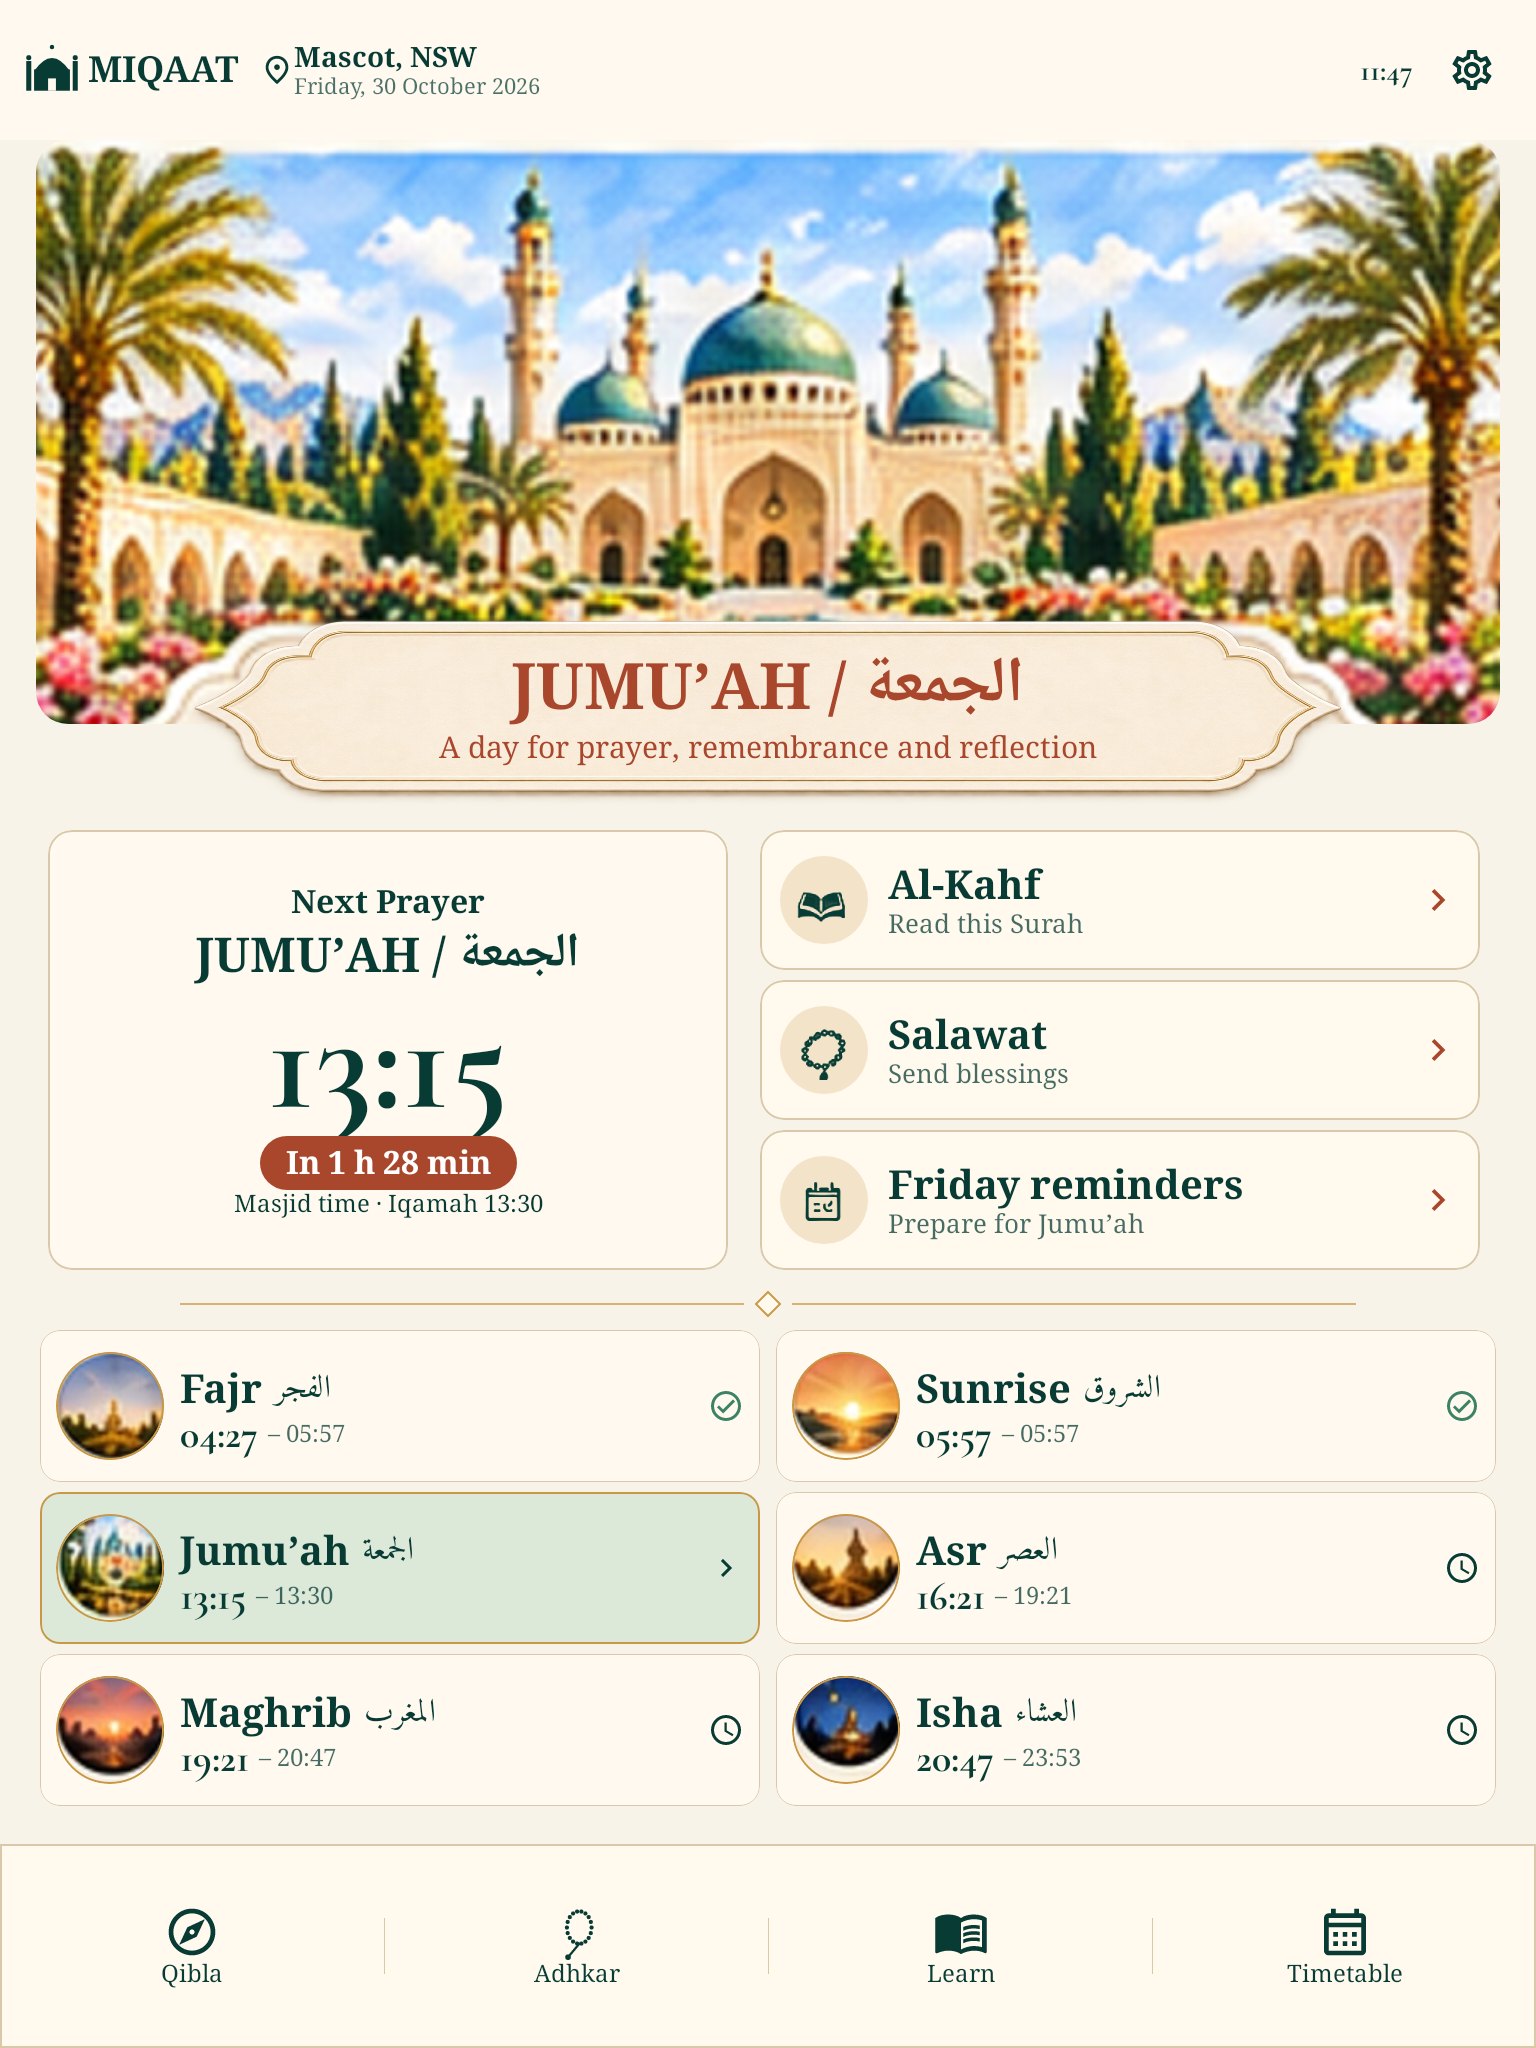 MIQAAT
Mascot, NSW
Friday, 30 October 2026
11:47
JUMU’AH / الجمعة
A day for prayer, remembrance and reflection
Next Prayer
JUMU’AH / الجمعة
13:15
In 1 h 28 min
Masjid time · Iqamah 13:30
Al-Kahf
Read this Surah
Salawat
Send blessings
Friday reminders
Prepare for Jumu’ah
Fajr الفجر
04:27 – 05:57
Sunrise الشروق
05:57 – 05:57
Jumu’ah الجمعة
13:15 – 13:30
Asr العصر
16:21 – 19:21
Maghrib المغرب
19:21 – 20:47
Isha العشاء
20:47 – 23:53
Qibla
Adhkar
Learn
Timetable